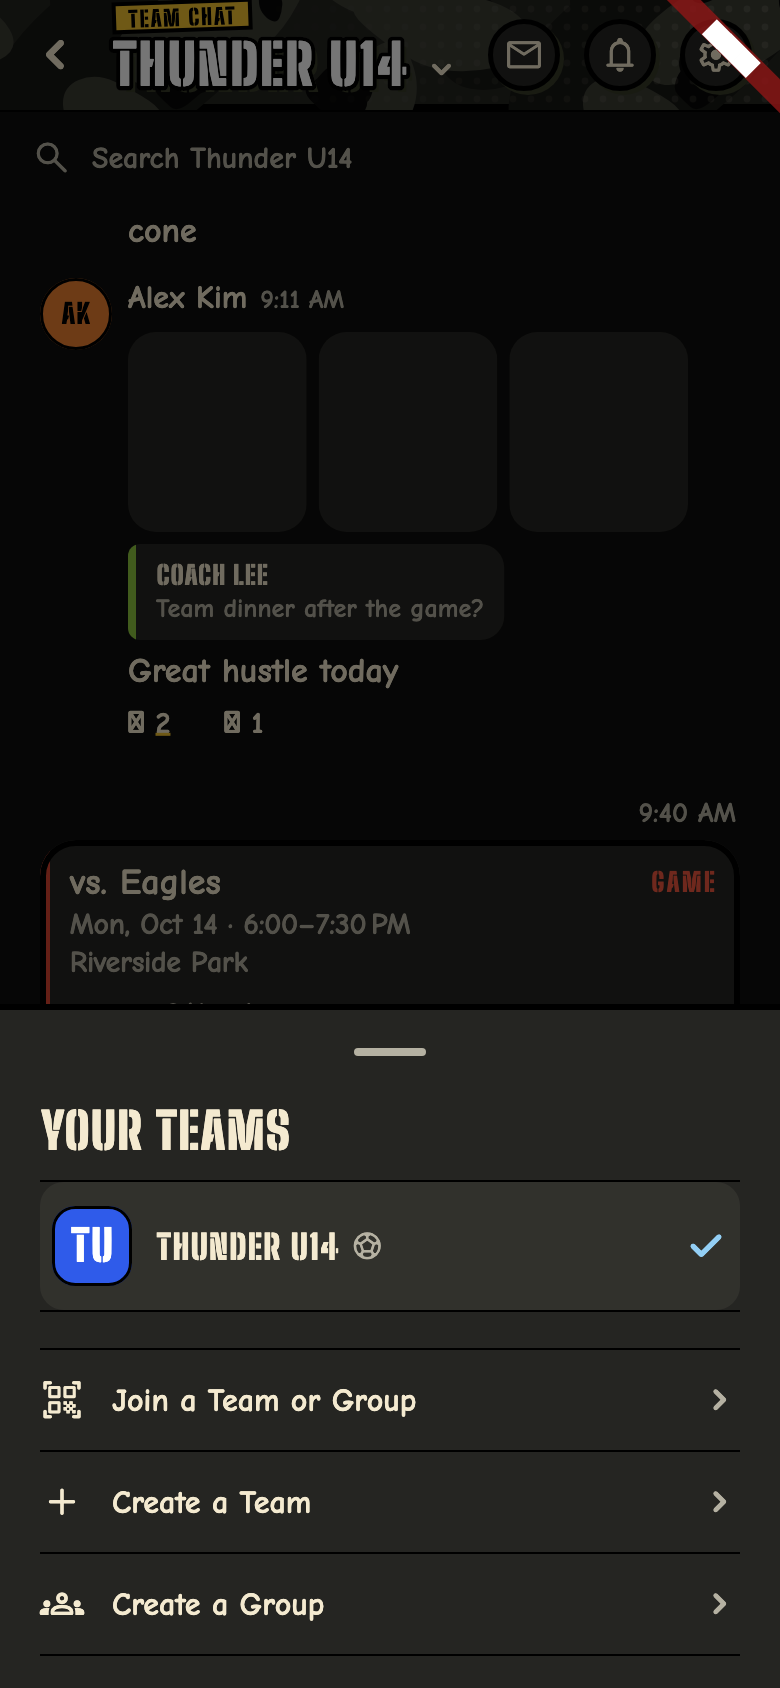 TEAM CHAT
THUNDER U14
Search Thunder U14
cone
AK
Alex Kim 9:11 AM
COACH LEE
Team dinner after the game?
Great hustle today
2 1
9:40 AM
vs. Eagles GAME
Mon, Oct 14 · 6:00–7:30 PM
Riverside Park
YOUR TEAMS
TU THUNDER U14
Join a Team or Group
Create a Team
Create a Group